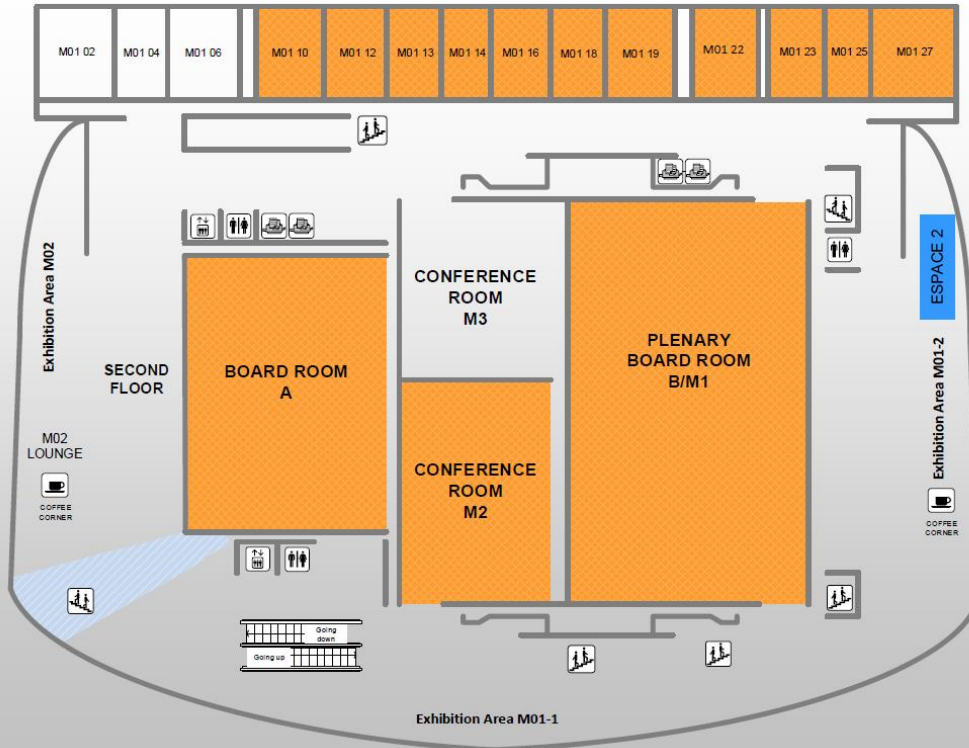 M01 02
M01 04
M01 06
M01 10
M01 12
M01 13
M01 14
M01 16
M01 18
M01 19
M01 22
M01 23
M01 25
M01 27
Exhibition Area M02
SECOND
FLOOR
M02
LOUNGE
COFFEE
CORNER
BOARD ROOM
A
CONFERENCE
ROOM
M3
CONFERENCE
ROOM
M2
PLENARY
BOARD ROOM
B/M1
ESPACE 2
Exhibition Area M01-2
COFFEE
CORNER
Going
down
Going up
Exhibition Area M01-1